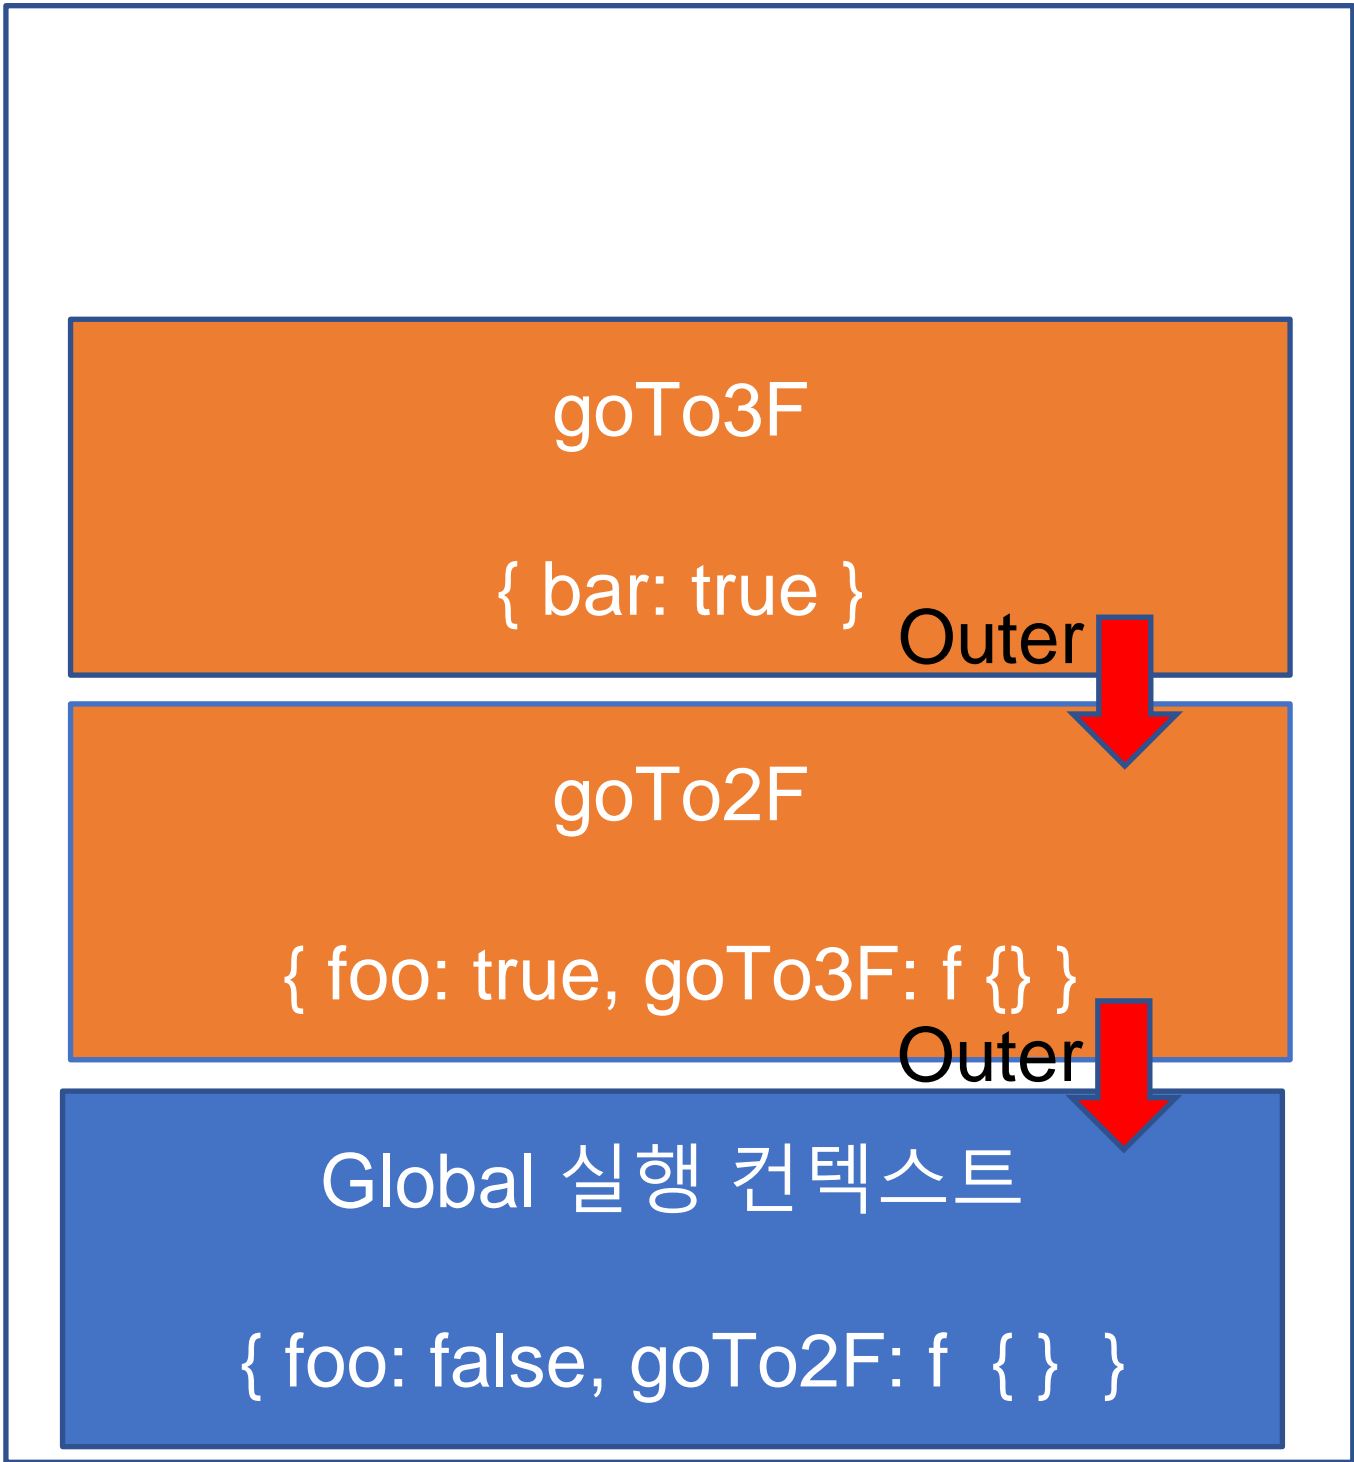 goTo3F
{ bar: true }
Outer
goTo2F
{ foo: true, goTo3F: f {} }
Outer
Global 실행 컨텍스트
{ foo: false, goTo2F: f { } }